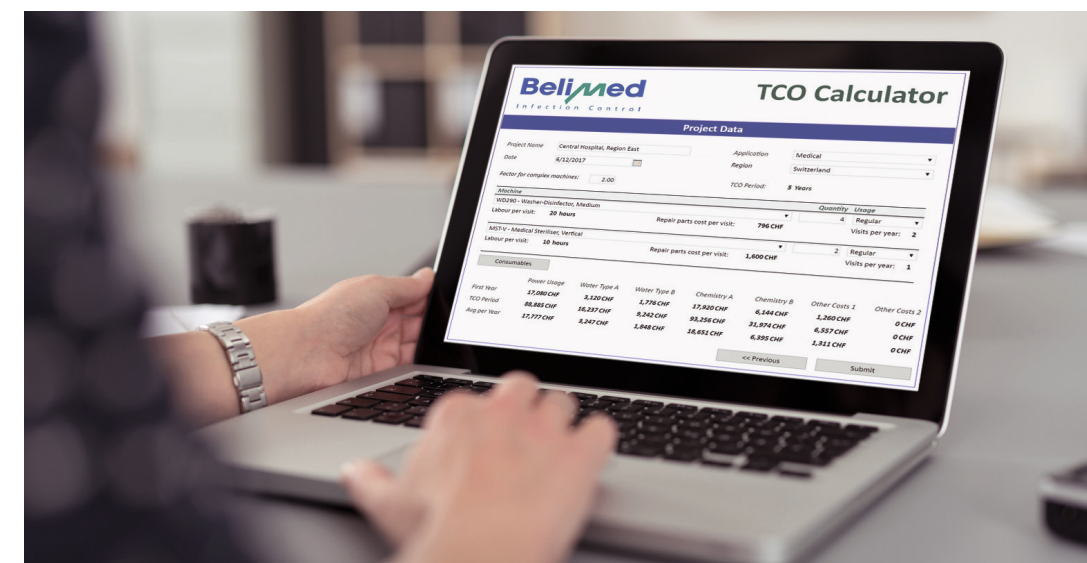 Belimed
Infection Control
TCO Calculator
Project Data
Project Name Central Hospital, Region East Application Medical
Date 6/12/2017 Region Switzerland
Factor for complex machines: 2.00 TCO Period: 5 Years
Machine Quantity Usage
WD290 - Washer-Disinfector, Medium 4 Regular
Labour per visit: 20 hours Repair parts cost per visit: 796 CHF Visits per year: 2
MST-V - Medical Steriliser, Vertical 2 Regular
Labour per visit: 10 hours Repair parts cost per visit: 1,600 CHF Visits per year: 1
Consumables
Power Usage Water Type A Water Type B Chemistry A Chemistry B Other Costs 1 Other Costs 2
First Year 17,080 CHF 3,120 CHF 1,776 CHF 17,920 CHF 6,144 CHF 1,260 CHF 0 CHF
TCO Period 88,885 CHF 16,237 CHF 9,242 CHF 93,256 CHF 31,974 CHF 6,557 CHF 0 CHF
Avg per Year 17,777 CHF 3,247 CHF 1,848 CHF 18,651 CHF 6,395 CHF 1,311 CHF 0 CHF
<< Previous Submit